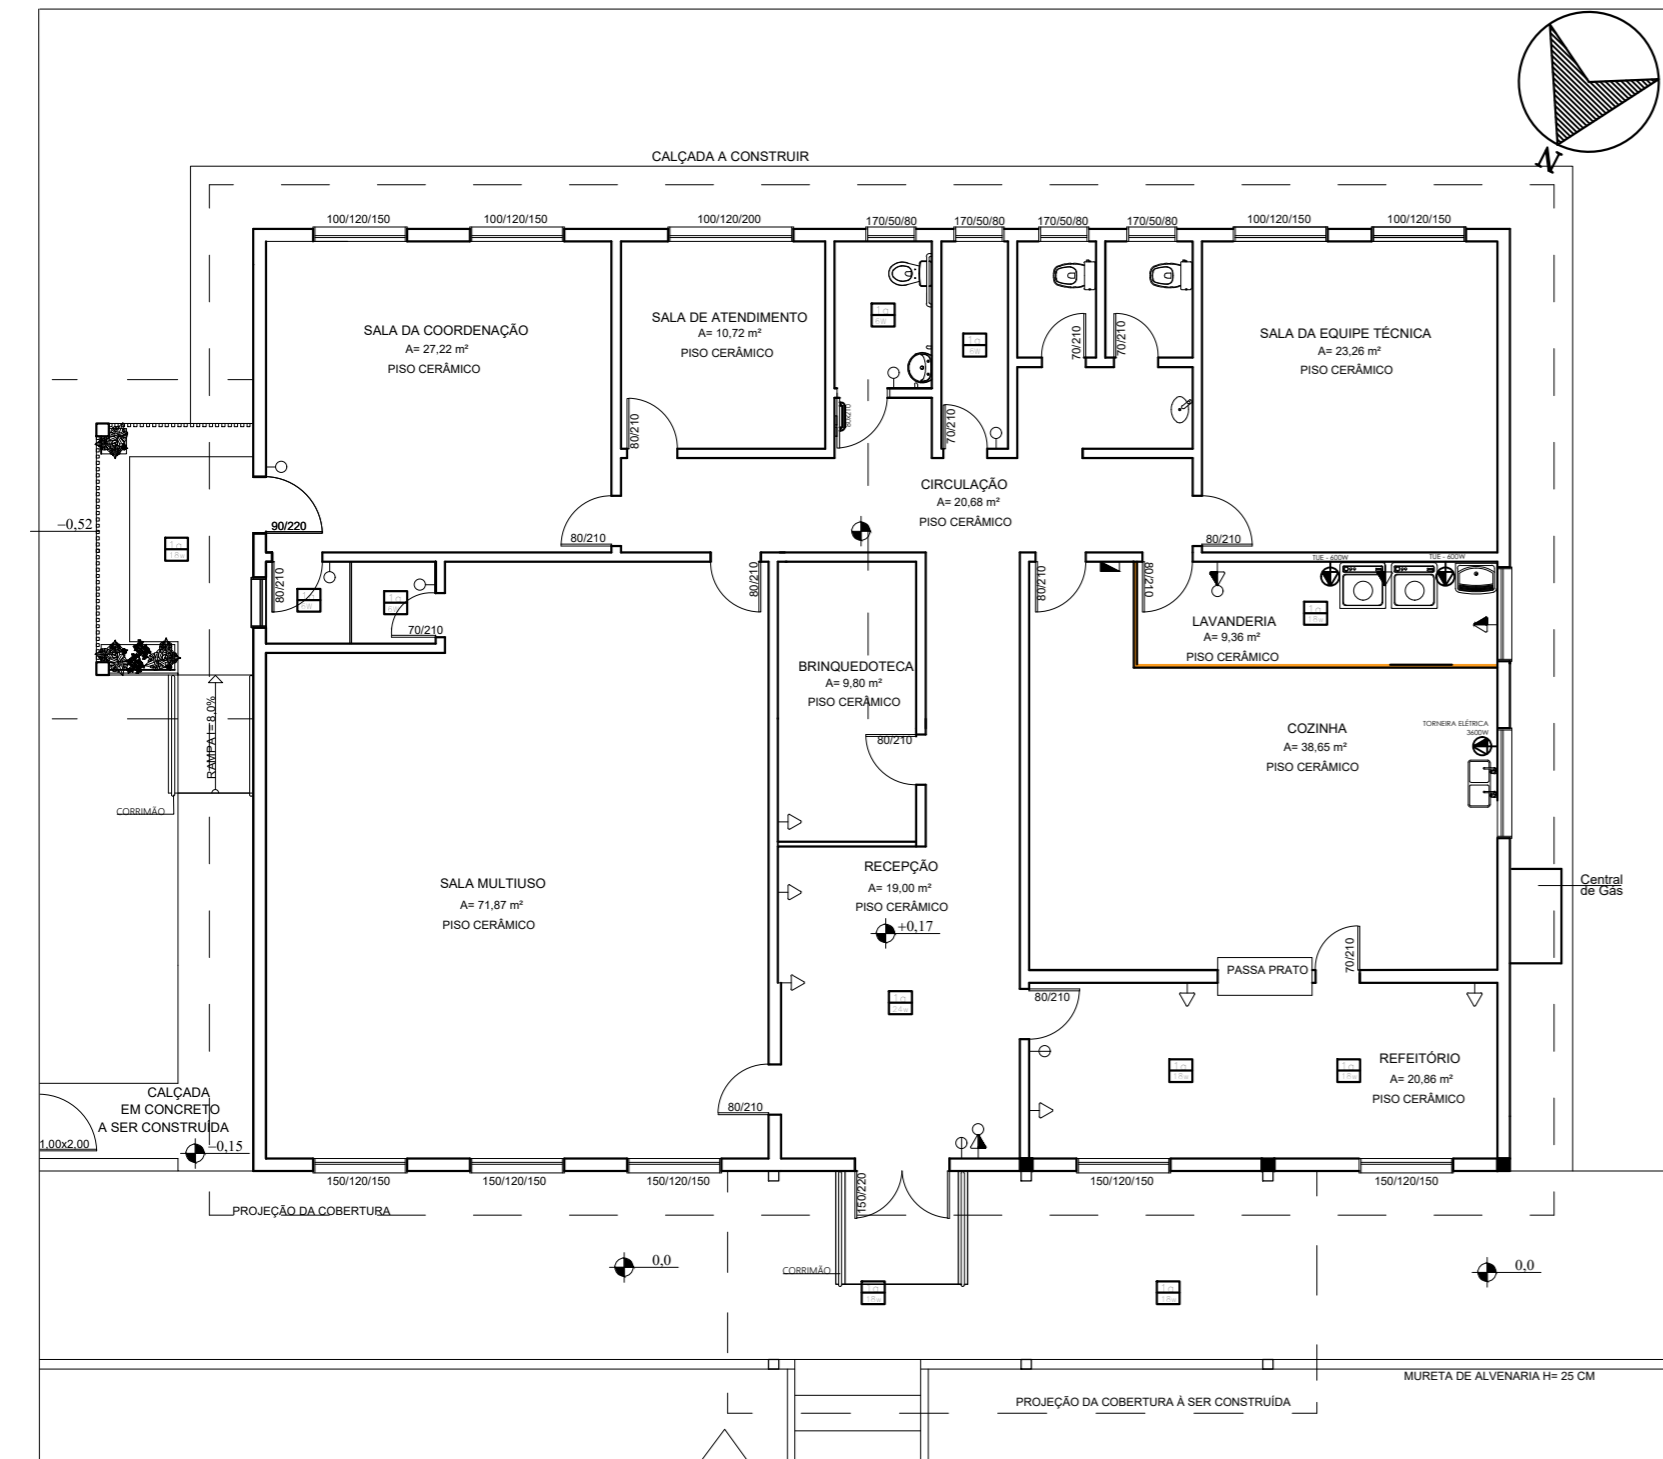 N
CALÇADA A CONSTRUIR
100/120/150
100/120/150
100/120/200
170/50/80
170/50/80
170/50/80
170/50/80
100/120/150
100/120/150
SALA DA COORDENAÇÃO
A= 27,22 m²
PISO CERÂMICO
SALA DE ATENDIMENTO
A= 10,72 m²
PISO CERÂMICO
SALA DA EQUIPE TÉCNICA
A= 23,26 m²
PISO CERÂMICO
70/210
70/210
80/210
80x210
70/210
CIRCULAÇÃO
A= 20,68 m²
PISO CERÂMICO
−0,52
90/220
80/210
80/210
80/210
80/210
80/210
80/210
70/210
TUE - 600W
TUE - 600W
LAVANDERIA
A= 9,36 m²
PISO CERÂMICO
BRINQUEDOTECA
A= 9,80 m²
PISO CERÂMICO
80/210
RAMPA I= 8,0%
CORRIMÃO
COZINHA
A= 38,65 m²
PISO CERÂMICO
TORNEIRA ELÉTRICA
3600W
SALA MULTIUSO
A= 71,87 m²
PISO CERÂMICO
RECEPÇÃO
A= 19,00 m²
PISO CERÂMICO
+0,17
Central
de Gás
PASSA PRATO
70/210
80/210
REFEITÓRIO
A= 20,86 m²
PISO CERÂMICO
CALÇADA
EM CONCRETO
A SER CONSTRUÍDA
1,00x2,00
−0,15
80/210
150/120/150
150/120/150
150/120/150
150/220
150/120/150
150/120/150
PROJEÇÃO DA COBERTURA
0,0
CORRIMÃO
0,0
MURETA DE ALVENARIA H= 25 CM
PROJEÇÃO DA COBERTURA À SER CONSTRUÍDA